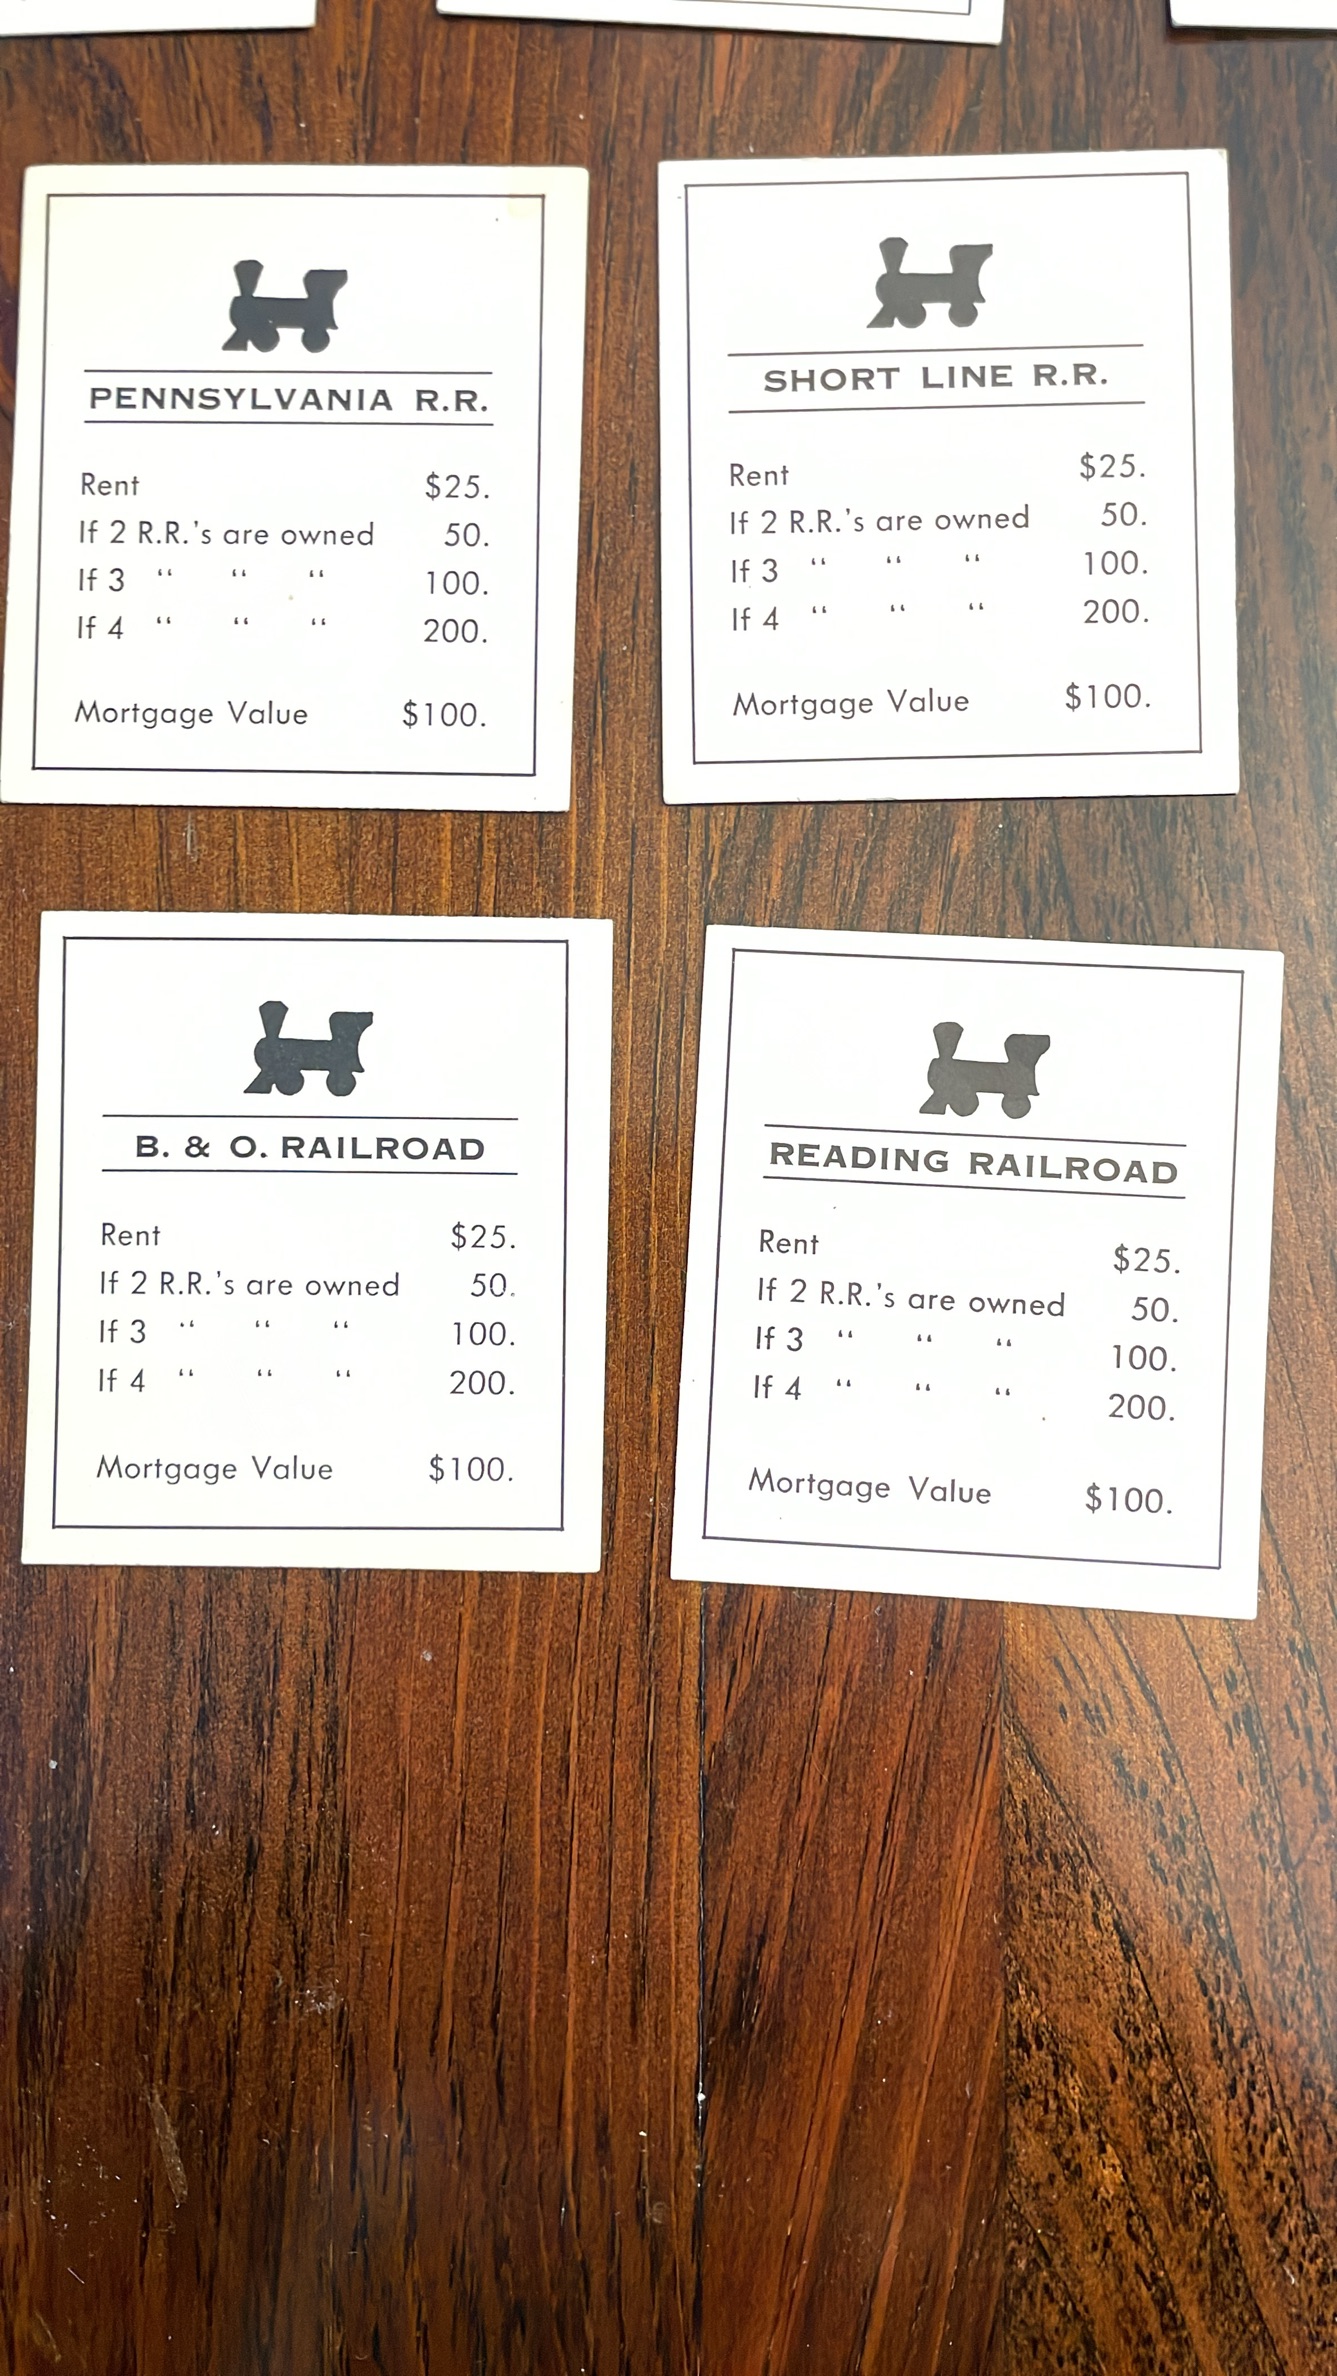 PENNSYLVANIA R.R.
Rent $25.
If 2 R.R.'s are owned 50.
If 3 “ “ “ 100.
If 4 “ “ “ 200.
Mortgage Value $100.
SHORT LINE R.R.
Rent $25.
If 2 R.R.'s are owned 50.
If 3 “ “ “ 100.
If 4 “ “ “ 200.
Mortgage Value $100.
B. & O. RAILROAD
Rent $25.
If 2 R.R.'s are owned 50.
If 3 “ “ “ 100.
If 4 “ “ “ 200.
Mortgage Value $100.
READING RAILROAD
Rent $25.
If 2 R.R.'s are owned 50.
If 3 “ “ “ 100.
If 4 “ “ “ 200.
Mortgage Value $100.